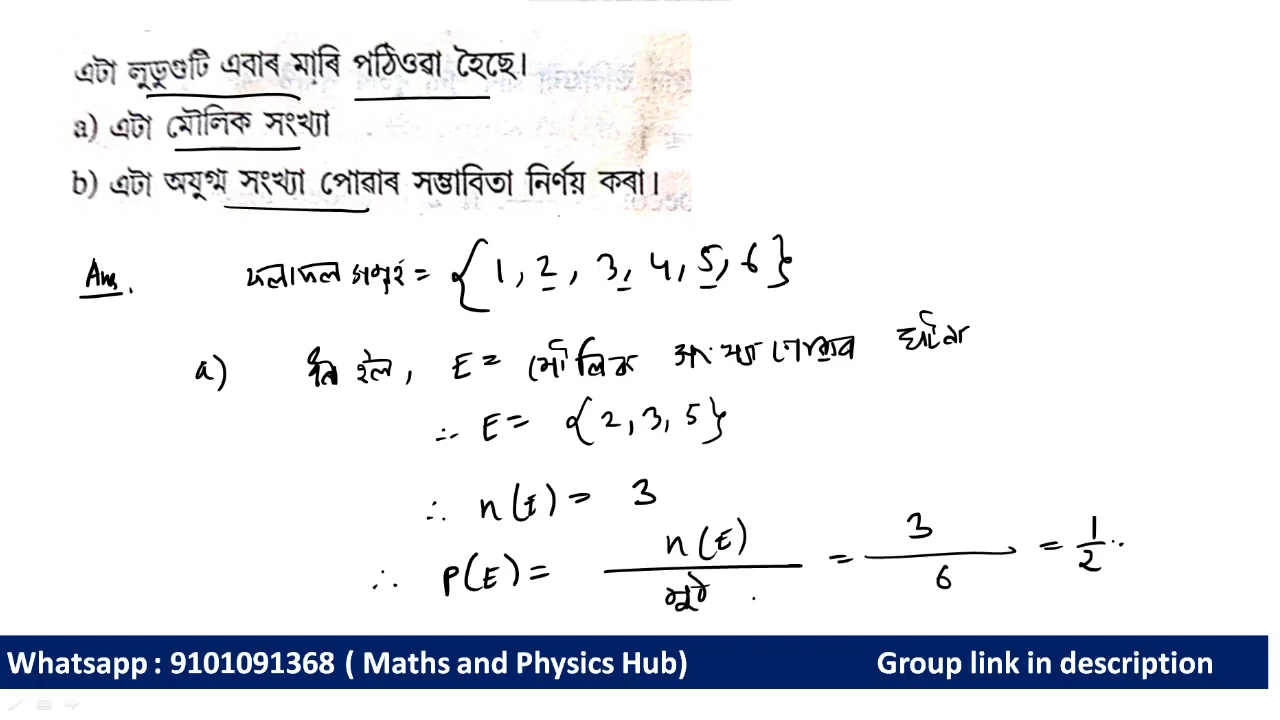 এটা লুডুগুটি এবাৰ মাৰি পঠিওৱা হৈছে।
a) এটা মৌলিক সংখ্যা
b) এটা অযুগ্ম সংখ্যা পোৱাৰ সম্ভাবিতা নিৰ্ণয় কৰা।
Ans. ফলাফল সমূহ = {1, 2, 3, 4, 5, 6}
a) হ'ল, E = মৌলিক সংখ্যা
∴ E = {2, 3, 5}
∴ n(E) = 3
∴ P(E) = n(E) / = 3/6 = 1/2
Whatsapp : 9101091368 ( Maths and Physics Hub) Group link in description